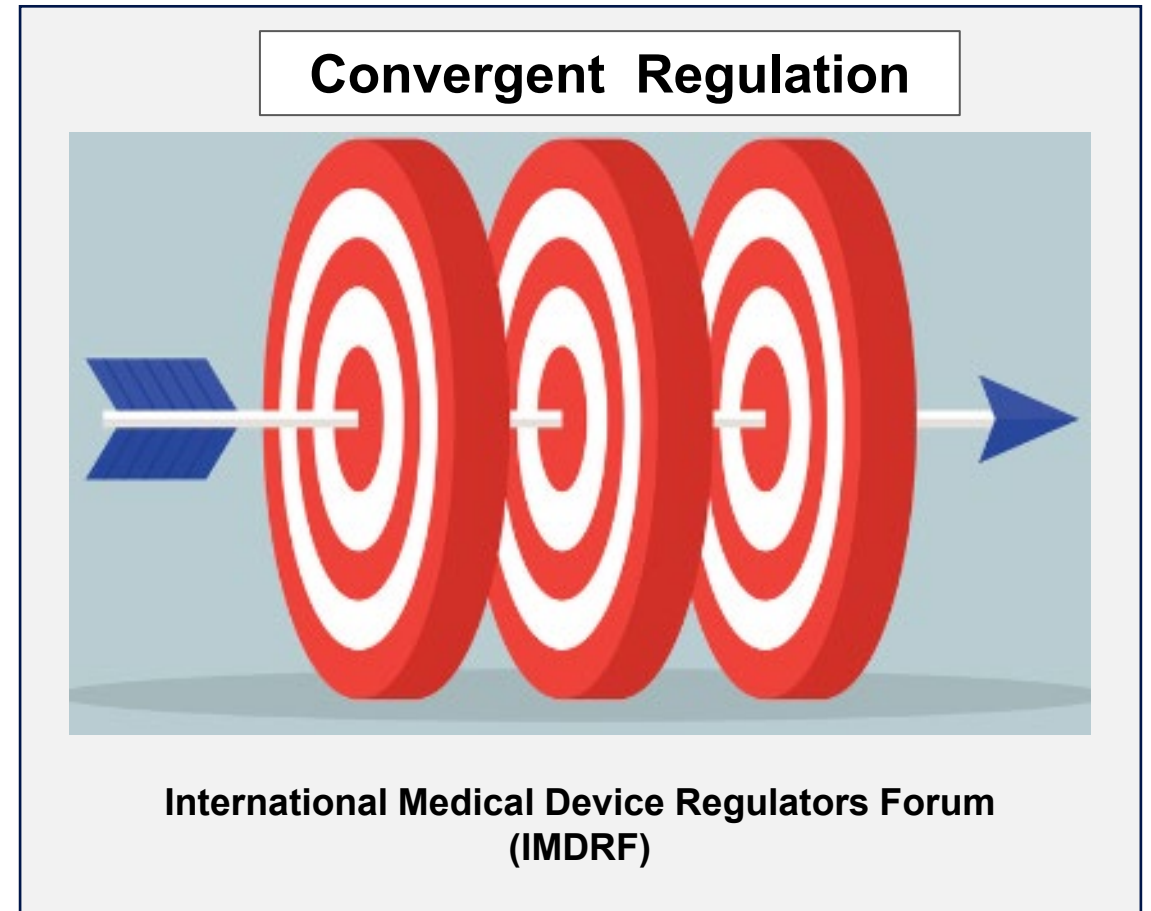 Convergent Regulation
International Medical Device Regulators Forum
(IMDRF)